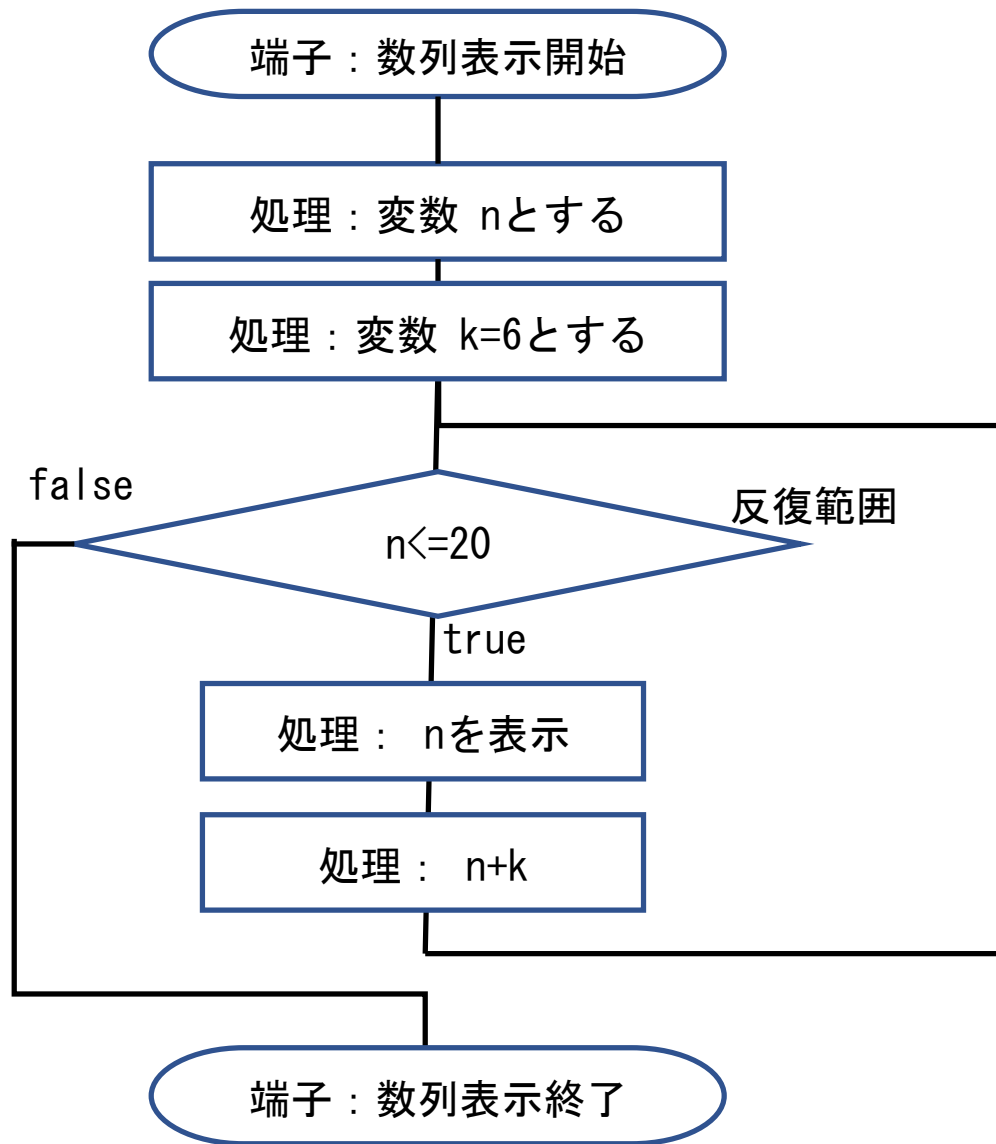 端子：数列表示開始
処理：変数 nとする
処理：変数 k=6とする
false
反復範囲
n<=20
true
処理： nを表示
処理： n+k
端子：数列表示終了